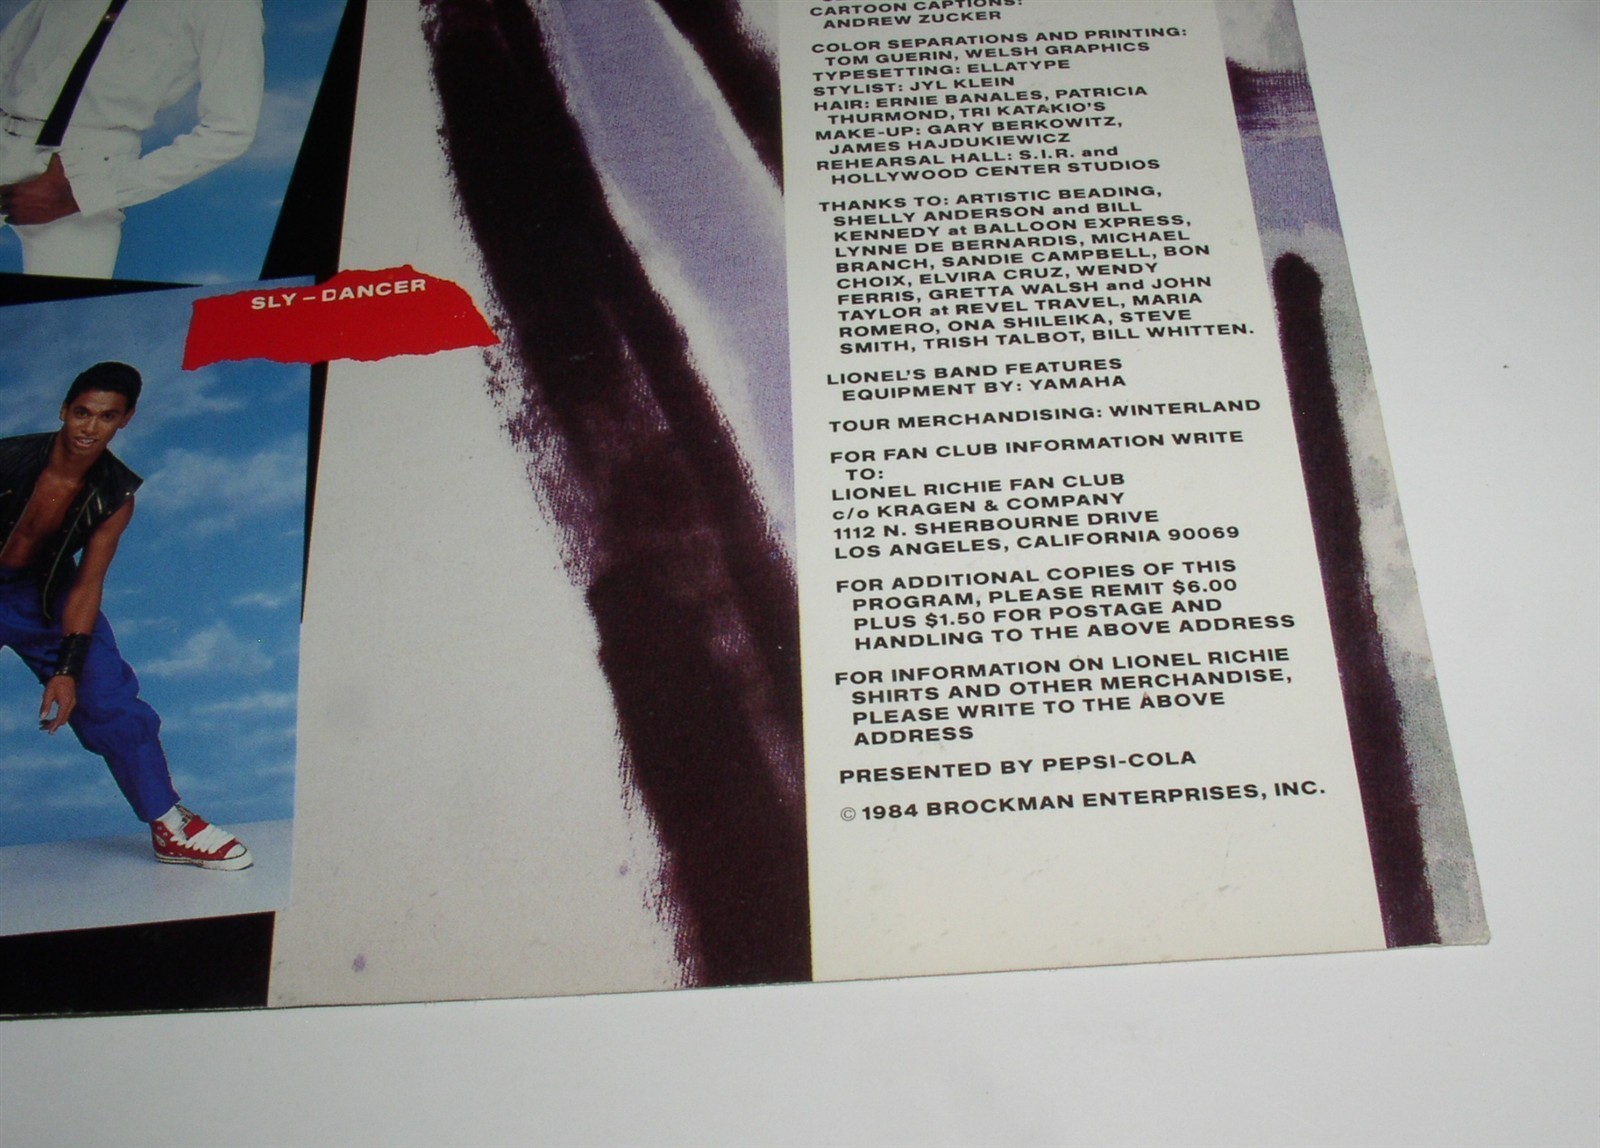 SLY – DANCER
CARTOON CAPTIONS:
ANDREW ZUCKER
COLOR SEPARATIONS AND PRINTING:
TOM GUERIN, WELSH GRAPHICS
TYPESETTING: ELLATYPE
STYLIST: JYL KLEIN
HAIR: ERNIE BANALES, PATRICIA
THURMOND, TRI KATAKIO'S
MAKE-UP: GARY BERKOWITZ,
JAMES HAJDUKIEWICZ
REHEARSAL HALL: S.I.R. and
HOLLYWOOD CENTER STUDIOS
THANKS TO: ARTISTIC BEADING,
SHELLY ANDERSON and BILL
KENNEDY at BALLOON EXPRESS,
LYNNE DE BERNARDIS, MICHAEL
BRANCH, SANDIE CAMPBELL, BON
CHOIX, ELVIRA CRUZ, WENDY
FERRIS, GRETTA WALSH and JOHN
TAYLOR at REVEL TRAVEL, MARIA
ROMERO, ONA SHILEIKA, STEVE
SMITH, TRISH TALBOT, BILL WHITTEN.
LIONEL'S BAND FEATURES
EQUIPMENT BY: YAMAHA
TOUR MERCHANDISING: WINTERLAND
FOR FAN CLUB INFORMATION WRITE
TO:
LIONEL RICHIE FAN CLUB
c/o KRAGEN & COMPANY
1112 N. SHERBOURNE DRIVE
LOS ANGELES, CALIFORNIA 90069
FOR ADDITIONAL COPIES OF THIS
PROGRAM, PLEASE REMIT $6.00
PLUS $1.50 FOR POSTAGE AND
HANDLING TO THE ABOVE ADDRESS
FOR INFORMATION ON LIONEL RICHIE
SHIRTS AND OTHER MERCHANDISE,
PLEASE WRITE TO THE ABOVE
ADDRESS
PRESENTED BY PEPSI-COLA
© 1984 BROCKMAN ENTERPRISES, INC.